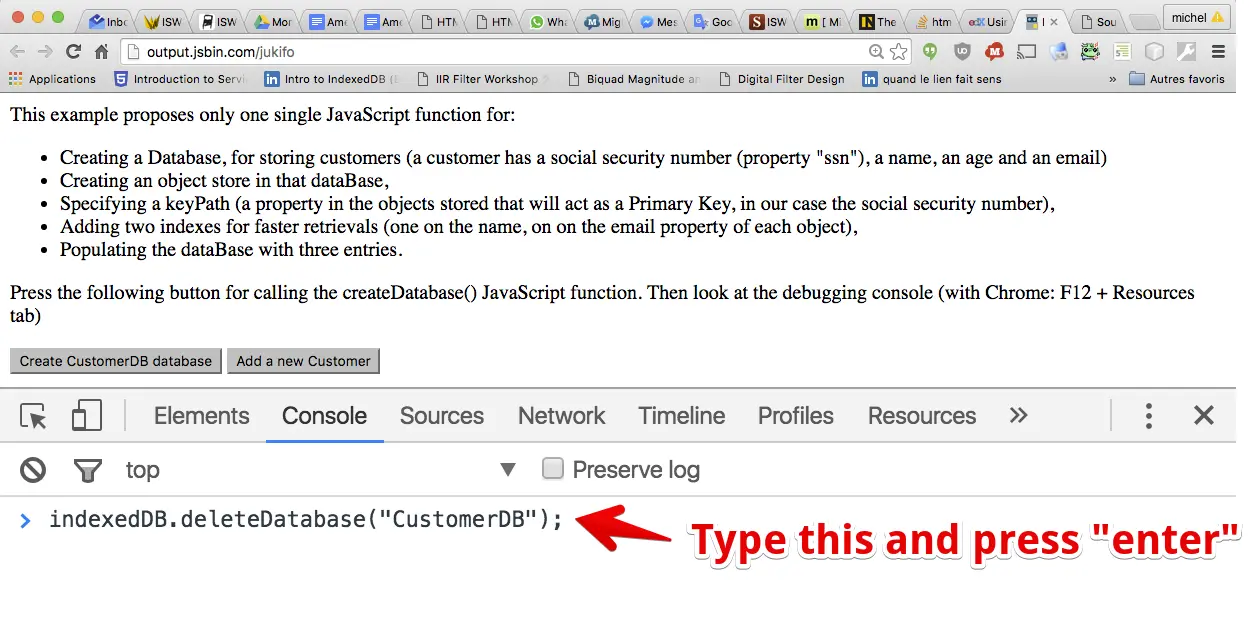 Inbo ISW ISW Mor Ame Ame HTM HTM Wha Mig Mes Goo ISW [ Mi The htm Usin I Sou michel
output.jsbin.com/jukifo
Applications Introduction to Servi Intro to IndexedDB (E IIR Filter Workshop Biquad Magnitude an Digital Filter Design quand le lien fait sens » Autres favoris
This example proposes only one single JavaScript function for:
• Creating a Database, for storing customers (a customer has a social security number (property "ssn"), a name, an age and an email)
• Creating an object store in that dataBase,
• Specifying a keyPath (a property in the objects stored that will act as a Primary Key, in our case the social security number),
• Adding two indexes for faster retrievals (one on the name, on on the email property of each object),
• Populating the dataBase with three entries.
Press the following button for calling the createDatabase() JavaScript function. Then look at the debugging console (with Chrome: F12 + Resources
tab)
Create CustomerDB database Add a new Customer
Elements Console Sources Network Timeline Profiles Resources »
top Preserve log
> indexedDB.deleteDatabase("CustomerDB");
Type this and press "enter"